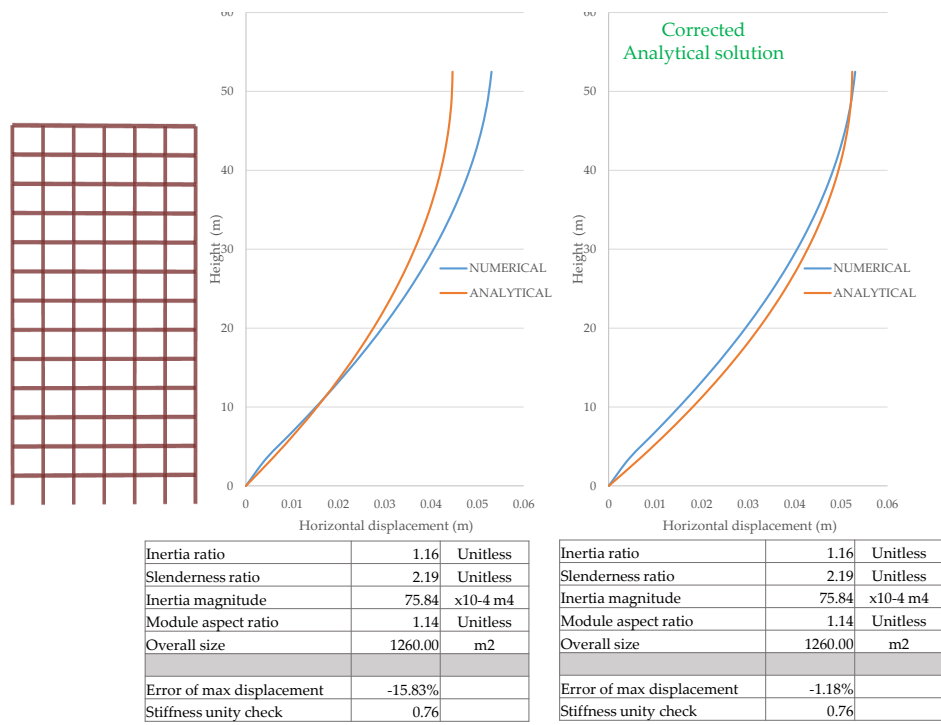 60
50
40
30
20
10
0
Height (m)
0
0.01
0.02
0.03
0.04
0.05
0.06
Horizontal displacement (m)
NUMERICAL
ANALYTICAL
Corrected
Analytical solution
60
50
40
30
20
10
0
Height (m)
0
0.01
0.02
0.03
0.04
0.05
0.06
Horizontal displacement (m)
NUMERICAL
ANALYTICAL
Inertia ratio 1.16 Unitless
Slenderness ratio 2.19 Unitless
Inertia magnitude 75.84 x10-4 m4
Module aspect ratio 1.14 Unitless
Overall size 1260.00 m2
Error of max displacement -15.83%
Stiffness unity check 0.76
Inertia ratio 1.16 Unitless
Slenderness ratio 2.19 Unitless
Inertia magnitude 75.84 x10-4 m4
Module aspect ratio 1.14 Unitless
Overall size 1260.00 m2
Error of max displacement -1.18%
Stiffness unity check 0.76